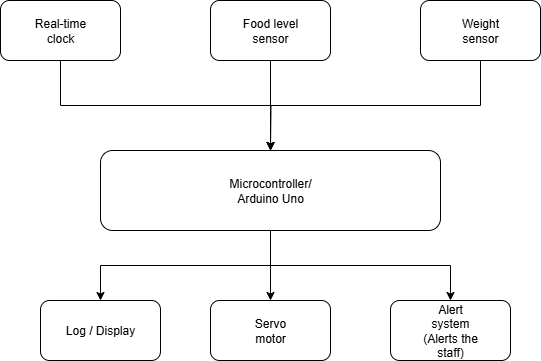 Real-time
clock
Food level
sensor
Weight
sensor
Microcontroller/
Arduino Uno
Log / Display
Servo
motor
Alert
system
(Alerts the
staff)